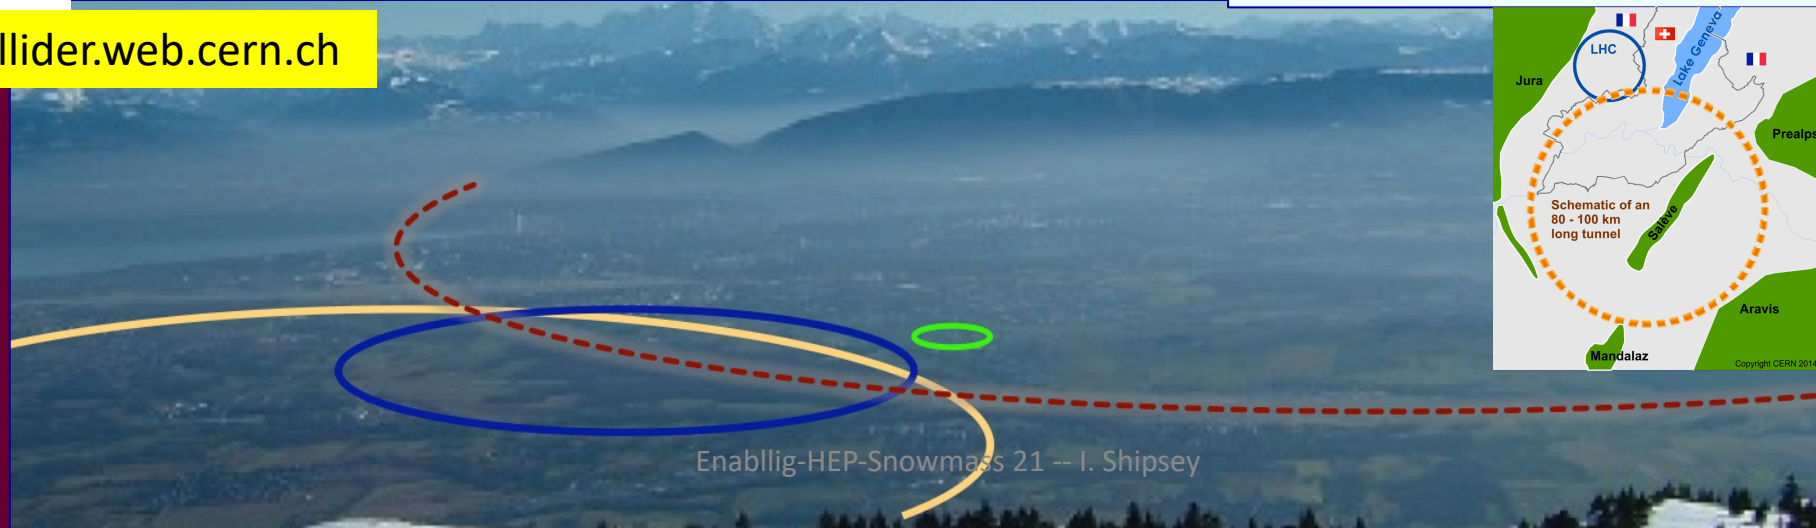 llider.web.cern.ch
LHC
Lake Geneva
Jura
Prealps
Schematic of an
80 - 100 km
long tunnel
Salève
Aravis
Mandalaz
Copyright CERN 2014
Enabllig-HEP-Snowmass 21 -- I. Shipsey